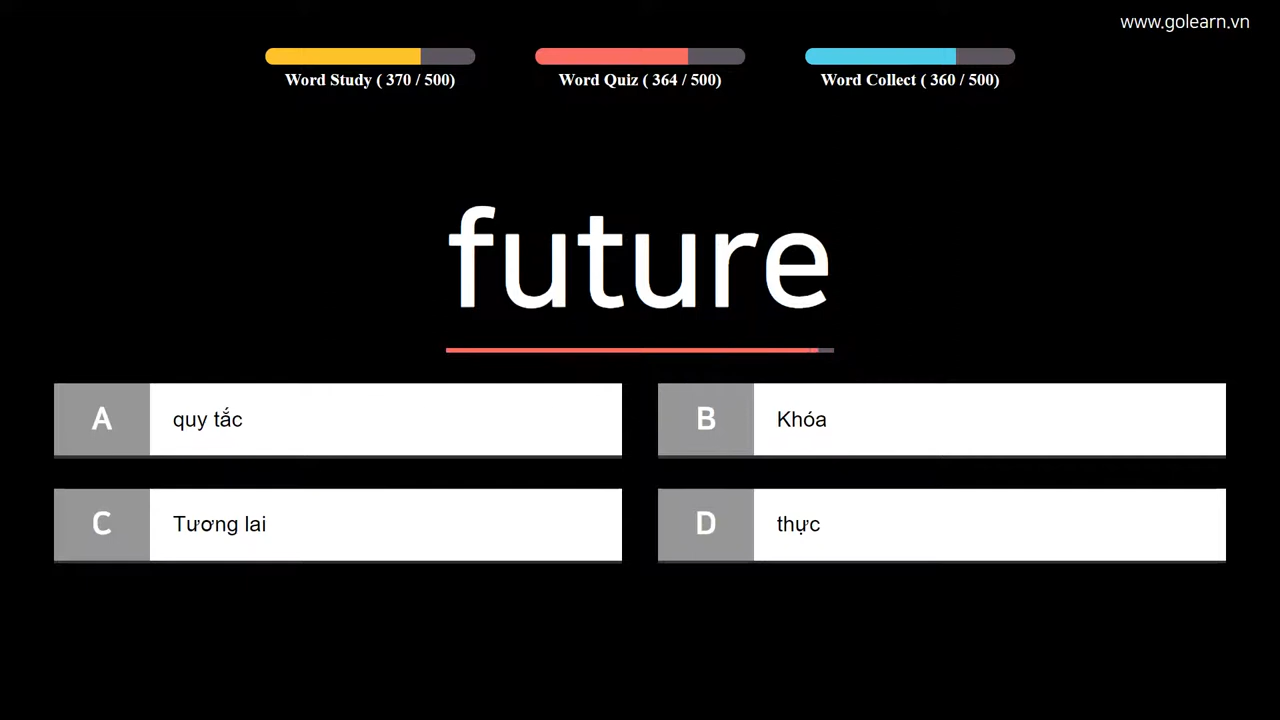 www.golearn.vn
Word Study ( 370 / 500)
Word Quiz ( 364 / 500)
Word Collect ( 360 / 500)
future
A quy tắc
B Khóa
C Tương lai
D thực